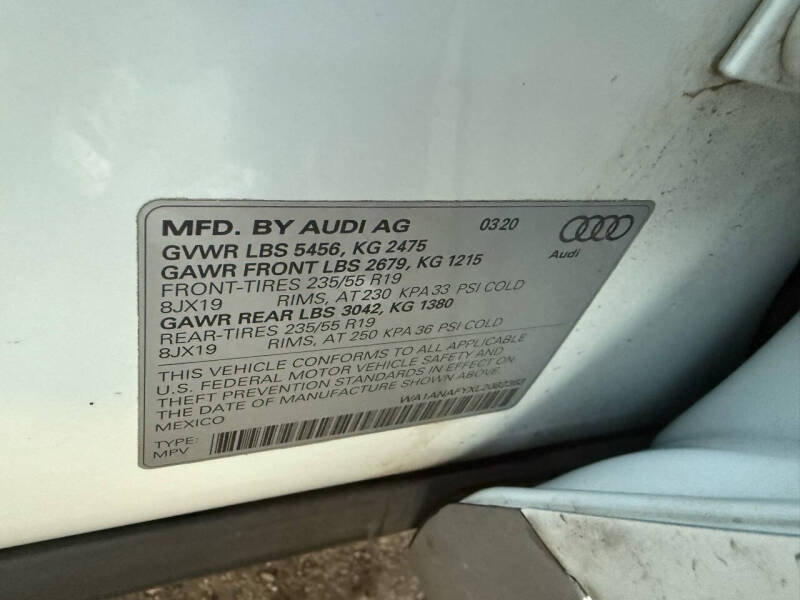 MFD. BY AUDI AG 03.20
GVWR LBS 5456, KG 2475
GAWR FRONT LBS 2679, KG 1215
Audi
FRONT-TIRES 235/55 R19
8JX19 RIMS, AT 230 KPA 33 PSI COLD
GAWR REAR LBS 3042, KG 1380
REAR-TIRES 235/55 R19
8JX19 RIMS, AT 250 KPA 36 PSI COLD
THIS VEHICLE CONFORMS TO ALL APPLICABLE
U.S. FEDERAL MOTOR VEHICLE SAFETY AND
THEFT PREVENTION STANDARDS IN EFFECT ON
THE DATE OF MANUFACTURE SHOWN ABOVE.
MEXICO
TYPE:
MPV